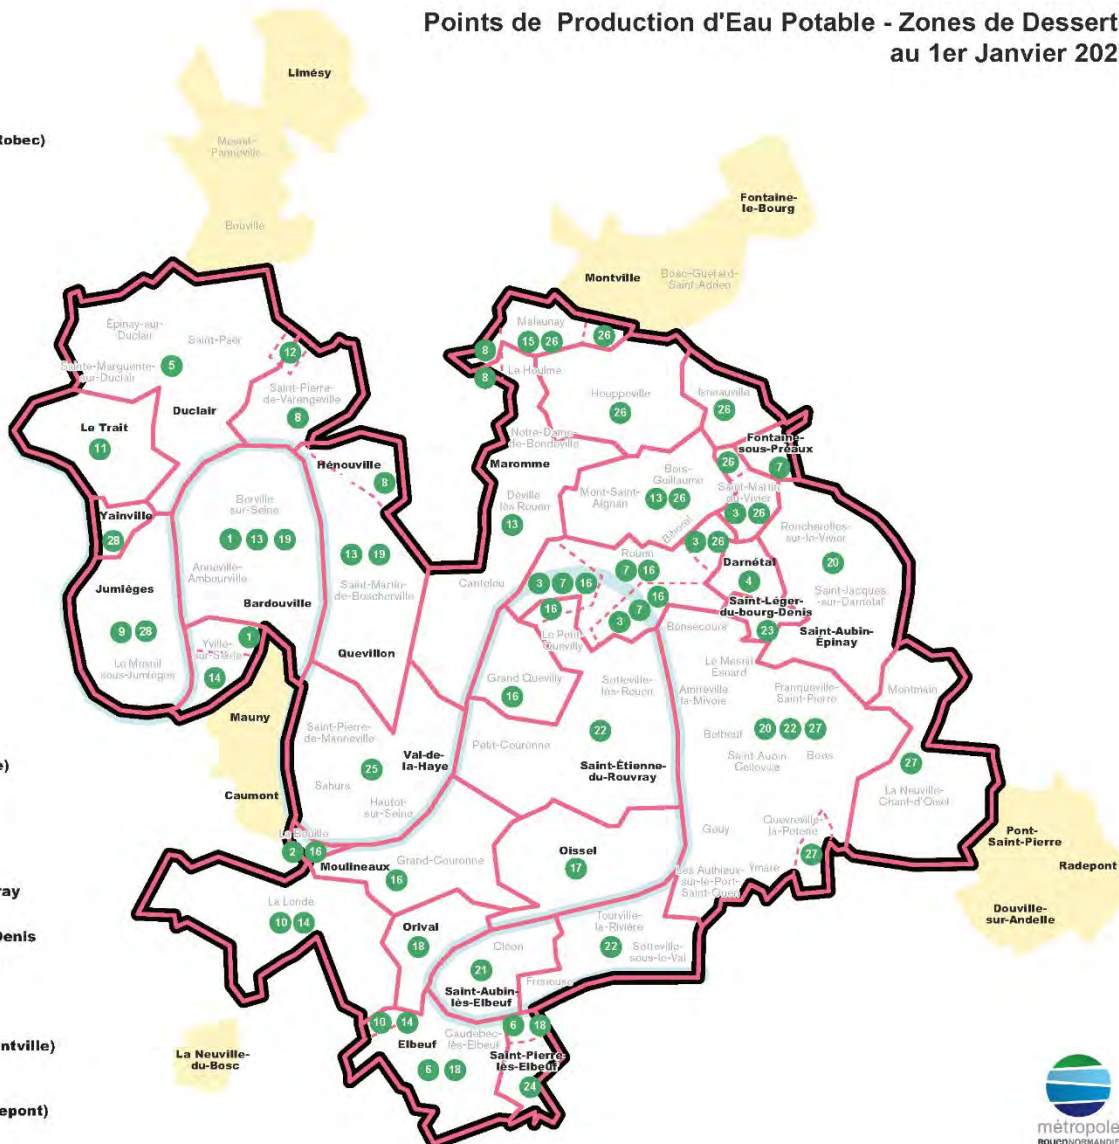 Points de Production d'Eau Potable - Zones de Dessert
au 1er Janvier 202
Limésy
Robec)
Mesnil-
Panneville
Fontaine-
le-Bourg
Bouville
Montville
Bosc-Guerard-
Saint-Adrien
Épinay-sur-
Duclair
Saint-Paër
Malaunay
12
8
15
26
26
Sainte-Marguerite-
sur-Duclair
5
8
Le Houlme
Saint-Pierre-
de-Varengeville
8
Houppeville
26
Isneauville
26
Duclair
Le Trait
11
Notre-Dame-
de-Bondeville
Fontaine-
sous-Préaux
Hénouville
8
Maromme
Bois-
Guillaume
26
7
Mont-Saint-
Aignan
13
26
Saint-Martin-
du-Vivier
3
26
Berville
sur-Seine
Déville
lès Rouen
13
Roncherolles-
sur-le-Vivier
Yainville
28
1
13
19
13
19
Bihorel
3
26
20
Rouen
7
16
Darnétal
4
Anneville-
Ambourville
Saint-Martin-
de-Boscherville
Canteleu
3
7
16
Saint-Jacques
-sur-Darnétal
Jumièges
Bardouville
16
16
7
3
Saint-Léger-
du-bourg-Denis
9
28
1
Le Petit-
Quevilly
Bonsecours
23
Saint-Aubin-
Épinay
Yville-
sur-Seine
Quevillon
Le Mesnil
sous-Jumièges
14
Grand Quevilly
16
Sotteville-
lès-Rouen
Le Mesnil
Esnard
Amfreville
la-Mivoie
Franqueville-
Saint-Pierre
Montmain
Mauny
Saint-Pierre-
de-Manneville
Petit-Couronne
22
Belbeuf
20
22
27
Val-de-
la-Haye
Saint-Étienne-
du-Rouvray
Saint Aubin
Celloville
Boos
27
e)
25
Sahurs
La Neuville-
Chant-d'Oisel
Caumont
Hautot-
sur-Seine
La Bouille
2
16
Gouy
Quevreville-
la-Poterie
27
Pont-
Saint-Pierre
Moulineaux
Grand-Couronne
16
Oissel
17
Ymare
Radepont
Les Authieux-
sur-le-Port-
Saint-Ouen
ray
La Londe
10
14
Douville-
sur-Andelle
Orival
18
Tourville-
la-Rivière
22
Denis
Cléon
21
Sotteville-
sous-le-Val
Saint-Aubin-
lès-Elbeuf
Freneuse
10
14
6
18
Elbeuf
Caudebec-
lès-Elbeuf
ntville)
La Neuville-
du-Bosc
6
18
Saint-Pierre-
lès-Elbeuf
24
epont)
métropole
ROUENNORMANDIE